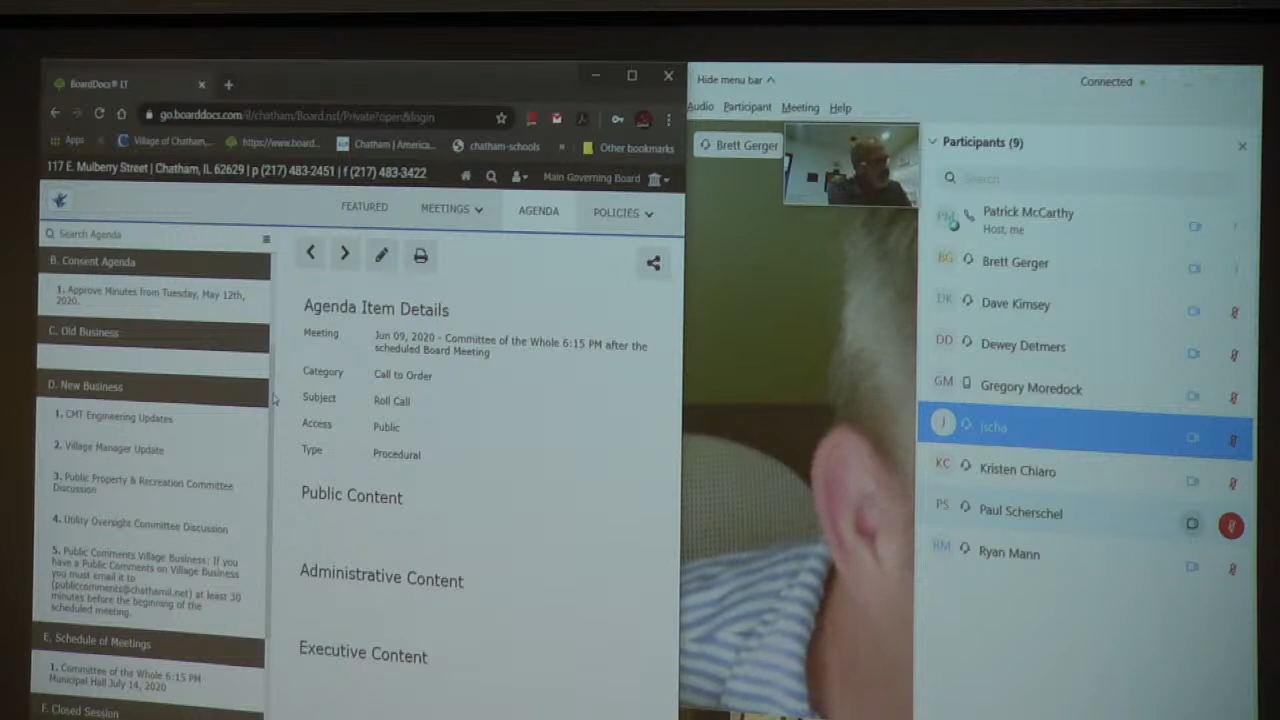 BoardDocs® LT
go.boarddocs.com/il/chatham/Board.nsf/Private?open&login
Apps
Village of Chatham,...
https://www.board...
Chatham | America...
chatham-schools
»
Other bookmarks
117 E. Mulberry Street | Chatham, IL 62629 | p (217) 483-2451 | f (217) 483-3422
Main Governing Board
FEATURED
MEETINGS
AGENDA
POLICIES
Search Agenda
B. Consent Agenda
1. Approve Minutes from Tuesday, May 12th,
2020.
C. Old Business
D. New Business
1. CMT Engineering Updates
2. Village Manager Update
3. Public Property & Recreation Committee
Discussion
4. Utility Oversight Committee Discussion
5. Public Comments Village Business: If you
have a Public Comments on Village Business
you must email it to
(publiccomments@chathamil.net) at least 30
minutes before the beginning of the
scheduled meeting.
E. Schedule of Meetings
1. Committee of the Whole 6:15 PM
Municipal Hall July 14, 2020
F. Closed Session
Agenda Item Details
Meeting
Jun 09, 2020 - Committee of the Whole 6:15 PM after the
scheduled Board Meeting
Category
Call to Order
Subject
Roll Call
Access
Public
Type
Procedural
Public Content
Administrative Content
Executive Content
Hide menu bar
Connected
Audio
Participant
Meeting
Help
Brett Gerger
Participants (9)
Search
PM
Patrick McCarthy
Host, me
BG
Brett Gerger
DK
Dave Kimsey
DD
Dewey Detmers
GM
Gregory Moredock
J
jscha
KC
Kristen Chiaro
PS
Paul Scherschel
RM
Ryan Mann